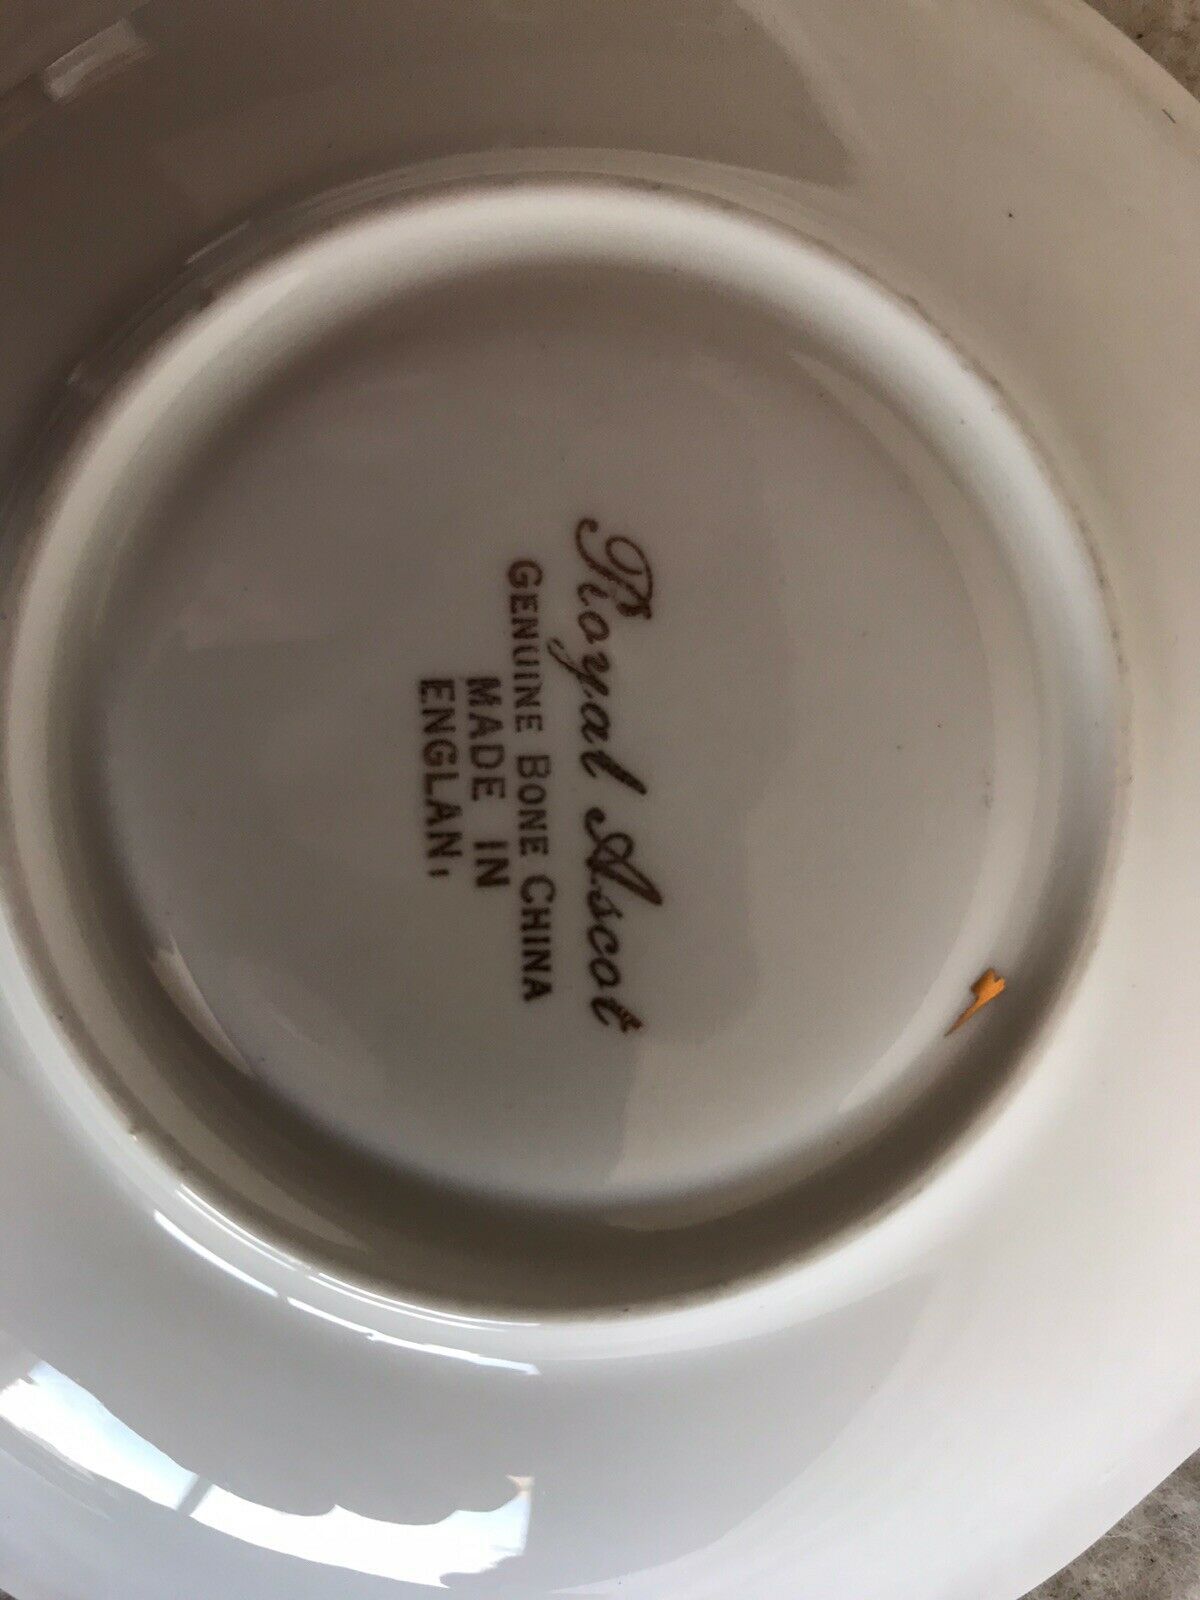 Royal Ascot
GENUINE BONE CHINA
MADE IN
ENGLAN